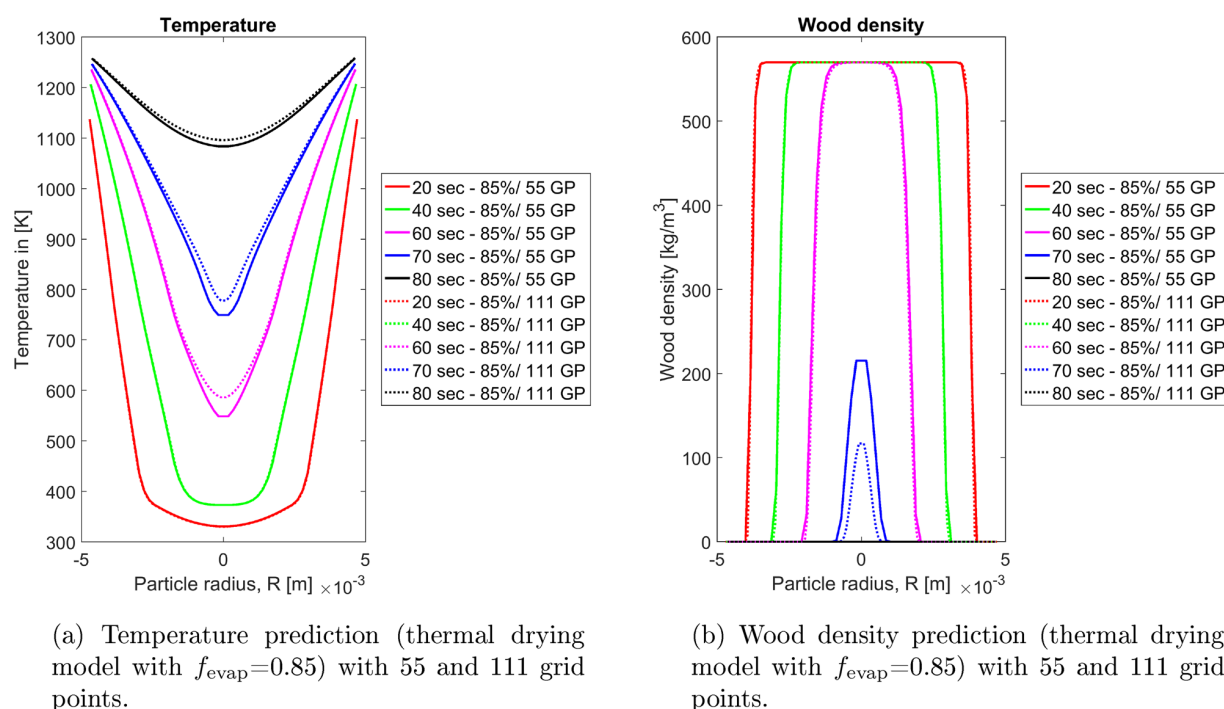 Temperature
1300
1200
1100
1000
900
800
700
600
500
400
300
Temperature in [K]
-5
0
5
Particle radius, R [m]
×10⁻³
20 sec - 85%/ 55 GP
40 sec - 85%/ 55 GP
60 sec - 85%/ 55 GP
70 sec - 85%/ 55 GP
80 sec - 85%/ 55 GP
20 sec - 85%/ 111 GP
40 sec - 85%/ 111 GP
60 sec - 85%/ 111 GP
70 sec - 85%/ 111 GP
80 sec - 85%/ 111 GP
(a) Temperature prediction (thermal drying
model with f_evap=0.85) with 55 and 111 grid
points.
Wood density
600
500
400
300
200
100
0
Wood density [kg/m³]
-5
0
5
Particle radius, R [m]
×10⁻³
20 sec - 85%/ 55 GP
40 sec - 85%/ 55 GP
60 sec - 85%/ 55 GP
70 sec - 85%/ 55 GP
80 sec - 85%/ 55 GP
20 sec - 85%/ 111 GP
40 sec - 85%/ 111 GP
60 sec - 85%/ 111 GP
70 sec - 85%/ 111 GP
80 sec - 85%/ 111 GP
(b) Wood density prediction (thermal drying
model with f_evap=0.85) with 55 and 111 grid
points.